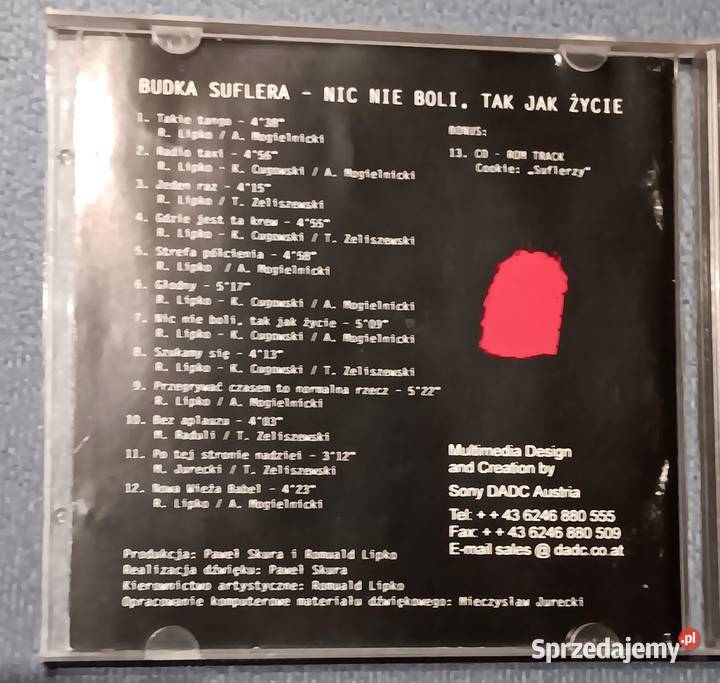 BUDKA SUFLERA - NIC NIE BOLI. TAK JAK ŻYCIE
1. Takie tango - 4'38"
R. Lipko / A. Mogielnicki
2. Radio taxi - 4'56"
R. Lipko - K. Cugowski / A. Mogielnicki
3. Jeden raz - 4'15"
R. Lipko / T. Zeliszewski
4. Gdzie jest ta krew - 4'55"
R. Lipko - K. Cugowski / T. Zeliszewski
5. Strefa półcienia - 4'58"
R. Lipko / A. Mogielnicki
6. Głodny - 5'17"
R. Lipko - K. Cugowski / A. Mogielnicki
7. Nic nie boli, tak jak życie - 5'09"
R. Lipko - K. Cugowski / A. Mogielnicki
8. Szukamy się - 4'13"
R. Lipko - K. Cugowski / T. Zeliszewski
9. Przegrywać czasem to normalna rzecz - 5'22"
R. Lipko / A. Mogielnicki
10. Bez aplauzu - 4'03"
M. Raduli / T. Zeliszewski
11. Po tej stronie nadziei - 3'12"
M. Jurecki / T. Zeliszewski
12. Nowa Wieża Babel - 4'23"
R. Lipko / A. Mogielnicki
BONUS:
13. CD - ROM TRACK
Cookie: „Suflerzy"
Multimedia Design
and Creation by
Sony DADC Austria
Tel: + + 43 6246 880 555
Fax: + + 43 6246 880 509
E-mail sales @ dadc.co.at
Produkcja: Paweł Skura i Romuald Lipko
Realizacja dźwięku: Paweł Skura
Kierownictwo artystyczne: Romuald Lipko
Opracowanie komputerowe materiału dźwiękowego: Mieczysław Jurecki
Sprzedajemy.pl